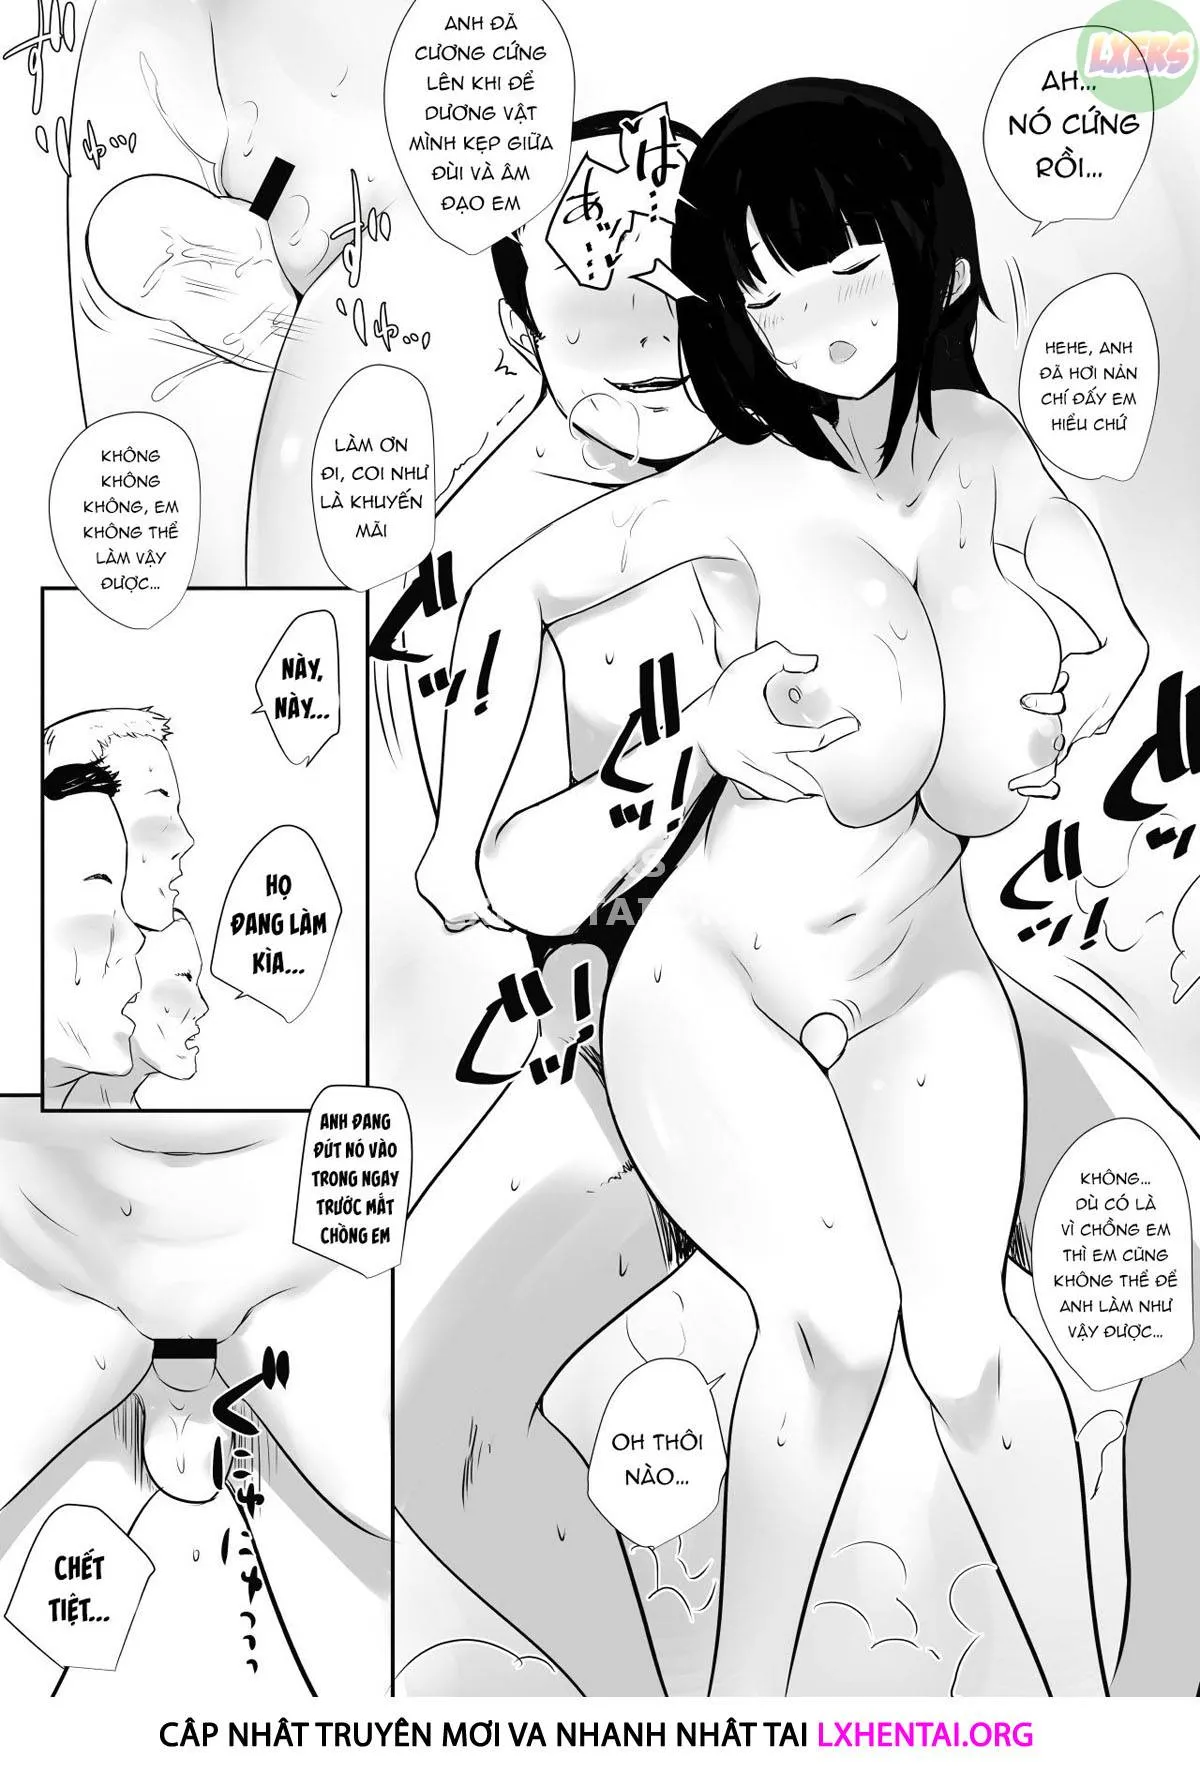 LXERS
AH...
NÓ CỨNG
RỒI...
ANH ĐÃ
CƯƠNG CỨNG
LÊN KHI ĐỂ
DƯƠNG VẬT
MÌNH KẸP GIỮA
ĐÙI VÀ ÂM
ĐẠO EM
は…
あ…
HEHE, ANH
ĐÃ HƠI NẢN
CHÍ ĐẤY EM
HIỂU CHỨ
LÀM ƠN
ĐI, COI NHƯ
LÀ KHUYẾN
MÃI
KHÔNG
KHÔNG
KHÔNG, EM
KHÔNG THỂ
LÀM VẬY
ĐƯỢC...
NÀY,
NÀY...
HỌ
ĐANG LÀM
KÌA...
ANH ĐANG
ĐÚT NÓ VÀO
TRONG NGAY
TRƯỚC MẮT
CHỒNG EM
KHÔNG...
DÙ CÓ LÀ
VÌ CHỒNG EM
THÌ EM CŨNG
KHÔNG THỂ ĐỂ
ANH LÀM NHƯ
VẬY ĐƯỢC...
OH THÔI
NÀO...
CHẾT
TIỆT...
CẬP NHẬT TRUYỆN MỚI VÀ NHANH NHẤT TẠI LXHENTAI.ORG